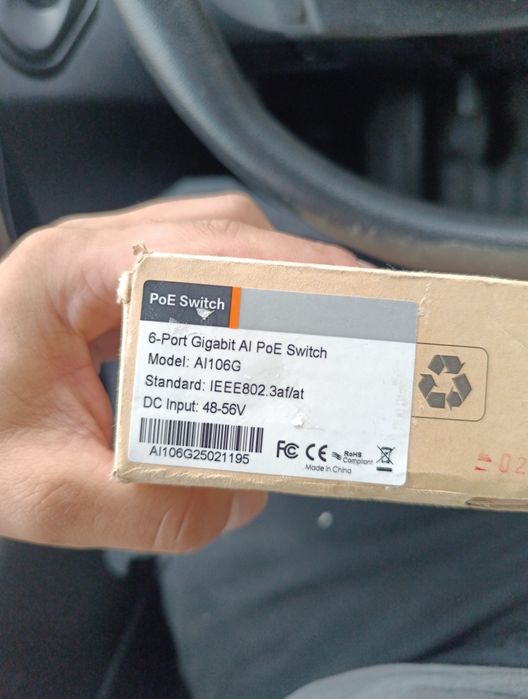 PoE Switch
6-Port Gigabit AI PoE Switch
Model: AI106G
Standard: IEEE802.3af/at
DC Input: 48-56V
AI106G25021195
FC CE RoHS
Compliant
Made in China
02